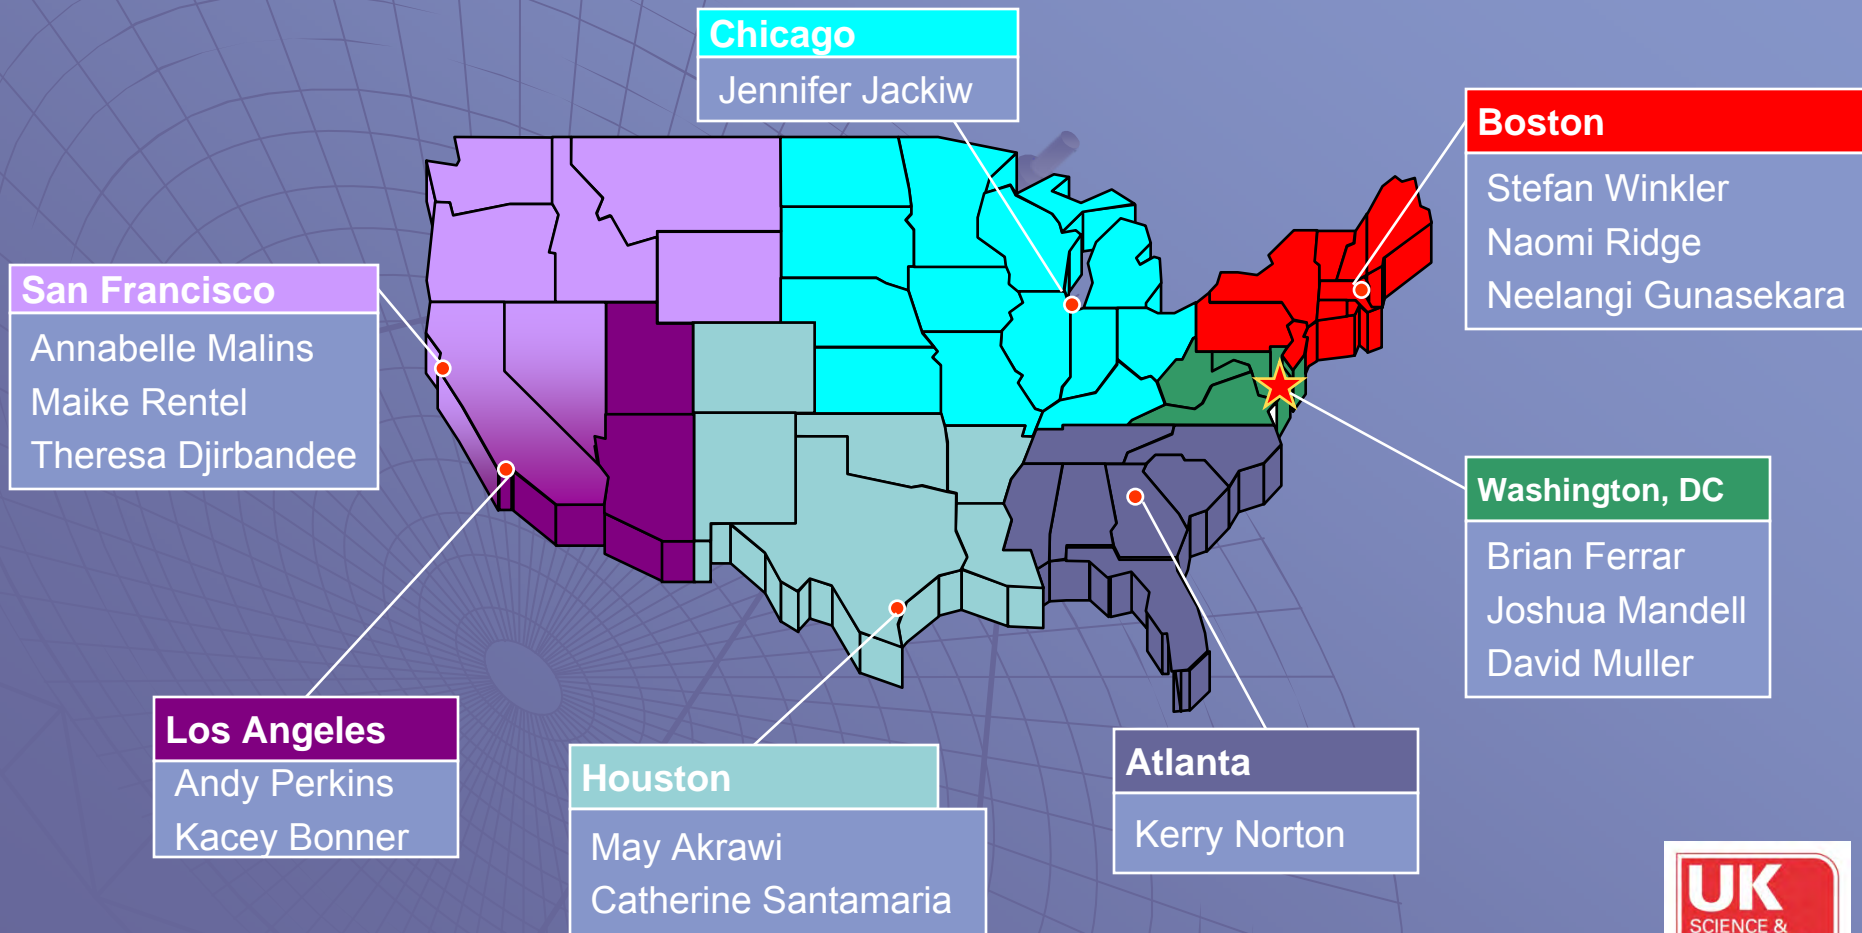 Chicago
Jennifer Jackiw
Boston
Stefan Winkler
Naomi Ridge
Neelangi Gunasekara
San Francisco
Annabelle Malins
Maike Rentel
Theresa Djirbandee
Washington, DC
Brian Ferrar
Joshua Mandell
David Muller
Los Angeles
Andy Perkins
Kacey Bonner
Houston
May Akrawi
Catherine Santamaria
Atlanta
Kerry Norton
UK
SCIENCE &